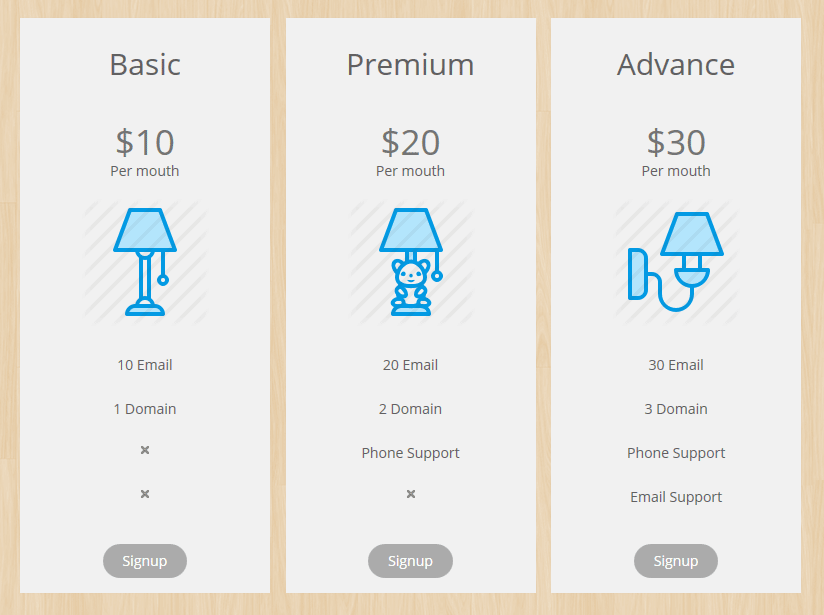 Basic
$10
Per mouth
10 Email
1 Domain
Signup
Premium
$20
Per mouth
20 Email
2 Domain
Phone Support
Signup
Advance
$30
Per mouth
30 Email
3 Domain
Phone Support
Email Support
Signup